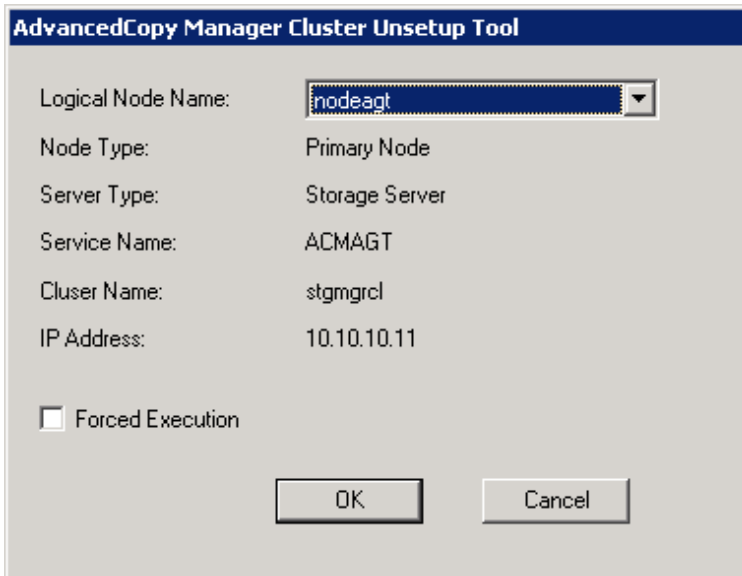 AdvancedCopy Manager Cluster Unsetup Tool
Logical Node Name: nodeagt
Node Type: Primary Node
Server Type: Storage Server
Service Name: ACMAGT
Cluser Name: stgmgrcl
IP Address: 10.10.10.11
Forced Execution
OK Cancel